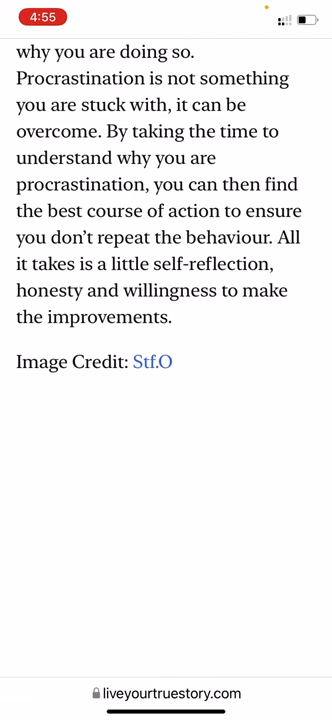 4:55
why you are doing so.
Procrastination is not something
you are stuck with, it can be
overcome. By taking the time to
understand why you are
procrastination, you can then find
the best course of action to ensure
you don’t repeat the behaviour. All
it takes is a little self-reflection,
honesty and willingness to make
the improvements.
Image Credit: Stf.O
liveyourtruestory.com